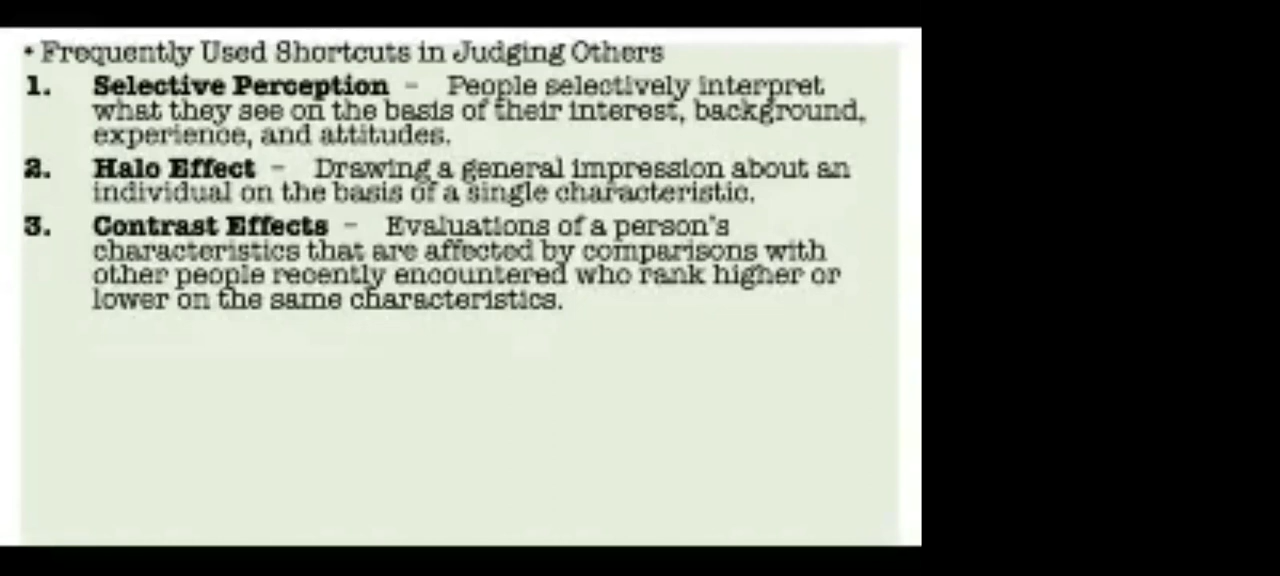 • Frequently Used Shortcuts in Judging Others
1. Selective Perception – People selectively interpret
what they see on the basis of their interest, background,
experience, and attitudes.
2. Halo Effect – Drawing a general impression about an
individual on the basis of a single characteristic.
3. Contrast Effects – Evaluations of a person's
characteristics that are affected by comparisons with
other people recently encountered who rank higher or
lower on the same characteristics.